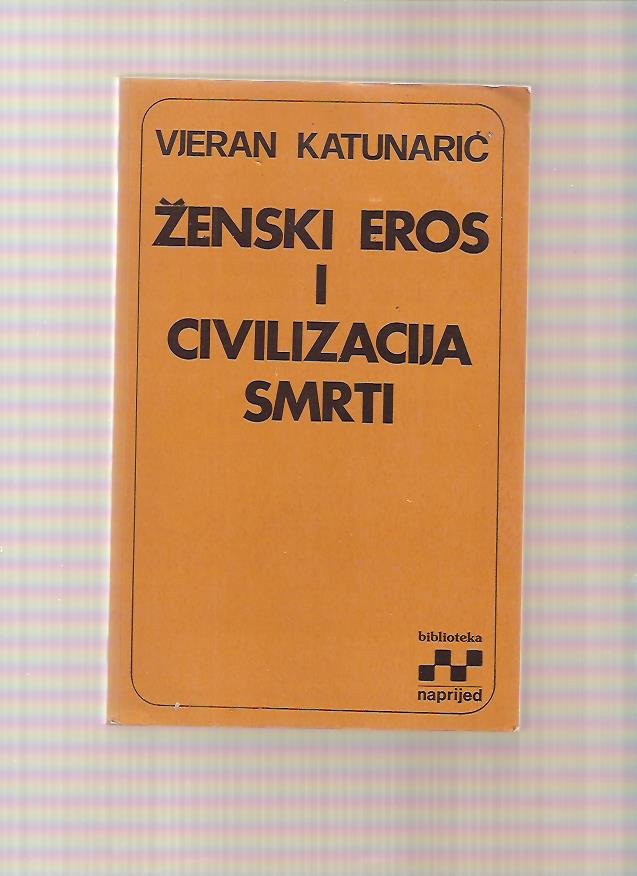 VJERAN KATUNARIĆ
ŽENSKI EROS
I
CIVILIZACIJA
SMRTI
biblioteka
naprijed